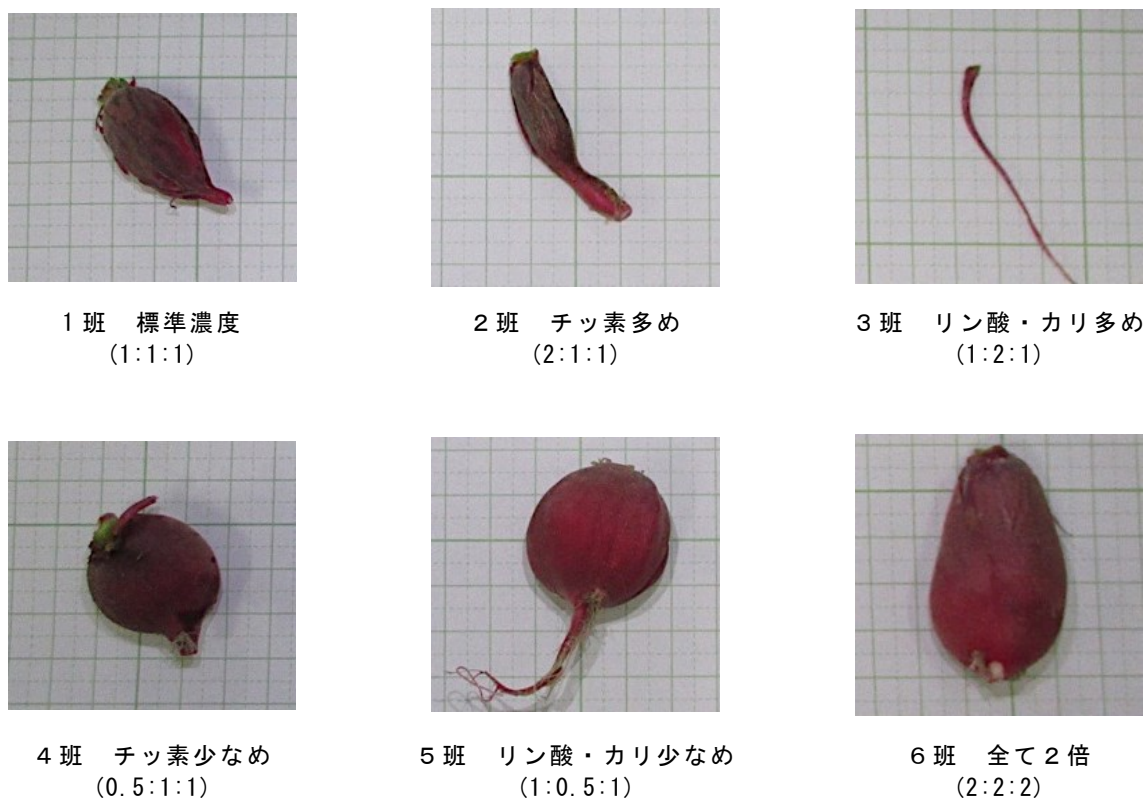 1班 標準濃度
(1:1:1)
2班 チッ素多め
(2:1:1)
3班 リン酸・カリ多め
(1:2:1)
4班 チッ素少なめ
(0.5:1:1)
5班 リン酸・カリ少なめ
(1:0.5:1)
6班 全て2倍
(2:2:2)